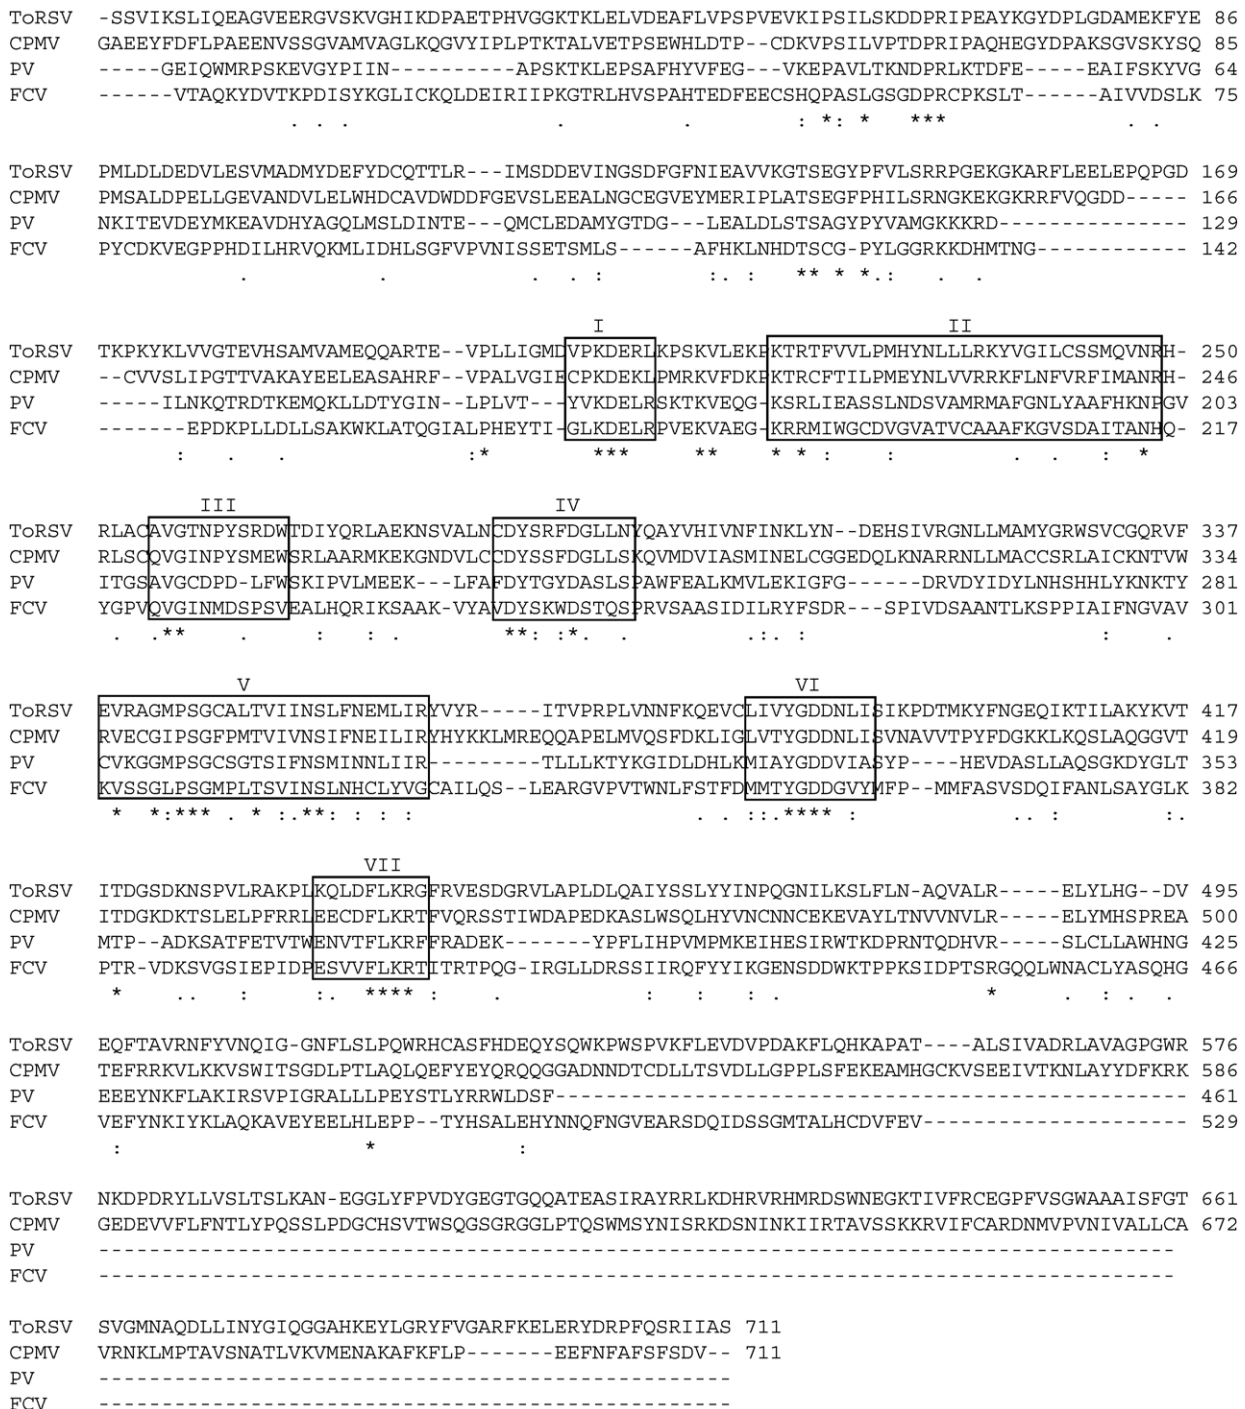 ToRSV -SSVIKSLIQEAGVEERGVSKVGHIKDPAETPHVGGKTKLELVDEAFLVPSPVEVKIPSILSKDDPRIPEAYKGYDPLGDAMEKFYE 86
CPMV GAEEYFDFLPAEENVSSGVAMVAGLKQGVYIPLPTKTALVETPSEWHLDTP--CDKVPSILVPTDPRIPAQHEGYDPAKSGVSKYSQ 85
PV -----GEIQWMRPSKEVGYPIIN----------APSKTKLEPSAFHYVFEG---VKEPAVLTKNDPRLKTDFE-----EAIFSKYVG 64
FCV ------VTAQKYDVTKPDISYKGLICKQLDEIRIIPKGTRLHVSPAHTEDFEECSHQPASLGSGDPRCPKSLT------AIVVDSLK 75
. . . . . : *: * *** . .
ToRSV PMLDLDEDVLESVMADMYDEFYDCQTTLR---IMSDDEVINGSDFGFNIEAVVKGTSEGYPFVLSRRPGEKGKARFLEELEPQPGD 169
CPMV PMSALDPELLGEVANDVLELWHDCAVDWDDFGEVSLEEALNGCEGVEYMERIPLATSEGFPHILSRNGKEKGKRRFVQGDD----- 166
PV NKITEVDEYMKEAVDHYAGQLMSLDINTE---QMCLEDAMYGTDG---LEALDLSTSAGYPYVAMGKKKRD--------------- 129
FCV PYCDKVEGPPHDILHRVQKMLIDHLSGFVPVNISSETSMLS------AFHKLNHDTSCG-PYLGGRKKDHMTNG------------ 142
. . . . : :. : ** * *.: . .
I II
ToRSV TKPKYKLVVGTEVHSAMVAMEQQARTE--VPLLIGMDVPKDERLKPSKVLEKPKTRTFVVLPMHYNLLLRKYVGILCSSMQVNRH- 250
CPMV --CVVSLIPGTTVAKAYEELEASAHRF--VPALVGIECPKDEKLPMRKVFDKPKTRCFTILPMEYNLVVRRKFLNFVRFIMANRH- 246
PV -----ILNKQTRDTKEMQKLLDTYGIN--LPLVT---YVKDELRSKTKVEQG-KSRLIEASSLNDSVAMRMAFGNLYAAFHKNPGV 203
FCV -------EPDKPLLDLLSAKWKLATQGIALPHEYTI-GLKDELRPVEKVAEG-KRRMIWGCDVGVATVCAAAFKGVSDAITANHQ- 217
: . . :* *** ** * * : : . . : *
III IV
ToRSV RLACAVGTNPYSRDWTDIYQRLAEKNSVALNCDYSRFDGLLNYQAYVHIVNFINKLYN--DEHSIVRGNLLMAMYGRWSVCGQRVF 337
CPMV RLSCQVGINPYSMEWSRLAARMKEKGNDVLCCDYSSFDGLLSKQVMDVIASMINELCGGEDQLKNARRNLLMACCSRLAICKNTVW 334
PV ITGSAVGCDPD-LFWSKIPVLMEEK---LFAFDYTGYDASLSPAWFEALKMVLEKIGFG------DRVDYIDYLNHSHHLYKNKTY 281
FCV YGPVQVGINMDSPSVEALHQRIKSAAK-VYAVDYSKWDSTQSPRVSAASIDILRYFSDR---SPIVDSAANTLKSPPIAIFNGVAV 301
. .** . : : . **: :*. . .:. : : .
V VI
ToRSV EVRAGMPSGCALTVIINSLFNEMLIRYVYR-----ITVPRPLVNNFKQEVCLIVYGDDNLISIKPDTMKYFNGEQIKTILAKYKVT 417
CPMV RVECGIPSGFPMTVIVNSIFNEILIRYHYKKLMREQQAPELMVQSFDKLIGLVTYGDDNLISVNAVVTPYFDGKKLKQSLAQGGVT 419
PV CVKGGMPSGCSGTSIFNSMINNLIIR---------TLLLKTYKGIDLDHLKMIAYGDDVIASYP---HEVDASLLAQSGKDYGLT 353
FCV KVSSGLPSGMPLTSVINSLNHCLYVGCAILQS--LEARGVPVTWNLFSTFDMMTYGDDGVYMFP--MMFASVSDQIFANLSAYGLK 382
* *:*** . * :.**: : : : . . ::.**** : .. : :.
VII
ToRSV ITDGSDKNSPVLRAKPLKQLDFLKRGFRVESDGRVLAPLDLQAIYSSLYYINPQGNILKSLFLN-AQVALR-----ELYLHG--DV 495
CPMV ITDGKDKTSLELPFRRLEECDFLKRTFVQRSSTIWDAPEDKASLWSQLHYVNCNNCEKEVAYLTNVVNVLR-----ELYMHSPREA 500
PV MTP--ADKSATFETVTWENVTFLKRFFRADEK-------YPFLIHPVMPMKEIHESIRWTKDPRNTQDHVR-----SLCLLAWHNG 425
FCV PTR-VDKSVGSIEPIDPESVVFLKRTITRTPQG-IRGLLDRSSIIRQFYYIKGENSDDWKTPPKSIDPTSRGQQLWNACLYASQHG 466
* .. : :. **** : . : : : . * . : . .
ToRSV EQFTAVRNFYVNQIG-GNFLSLPQWRHCASFHDEQYSQWKPWSPVKFLEVDVPDAKFLQHKAPAT----ALSIVADRLAVAGPGWR 576
CPMV TEFRRKVLKKVSWITSGDLPTLAQLQEFYEYQRQQGGADNNDTCDLLTSVDLLGPPLSFEKEAMHGCKVSEEIVTKNLAYYDFKRK 586
PV EEEYNKFLAKIRSVPIGRALLLPEYSTLYRRWLDSF-------------------------------------------------- 461
FCV VEFYNKIYKLAQKAVEYEELHLEPP--TYHSALEHYNNQFNGVEARSDQIDSSGMTALHCDVFEV--------------------- 529
: * :
ToRSV NKDPDRYLLVSLTSLKAN-EGGLYFPVDYGEGTGQQATEASIRAYRRLKDHRVRHMRDSWNEGKTIVFRCEGPFVSGWAAAISFGT 661
CPMV GEDEVVFLFNTLYPQSSLPDGCHSVTWSQGSGRGGLPTQSWMSYNISRKDSNINKIIRTAVSSKKRVIFCARDNMVPVNIVALLCA 672
PV -------------------------------------------------------------------------------------
FCV -------------------------------------------------------------------------------------
ToRSV SVGMNAQDLLINYGIQGGAHKEYLGRYFVGARFKELERYDRPFQSRIIAS 711
CPMV VRNKLMPTAVSNATLVKVMENAKAFKFLP-------EEFNFAFSFSDV-- 711
PV --------------------------------------------------
FCV --------------------------------------------------